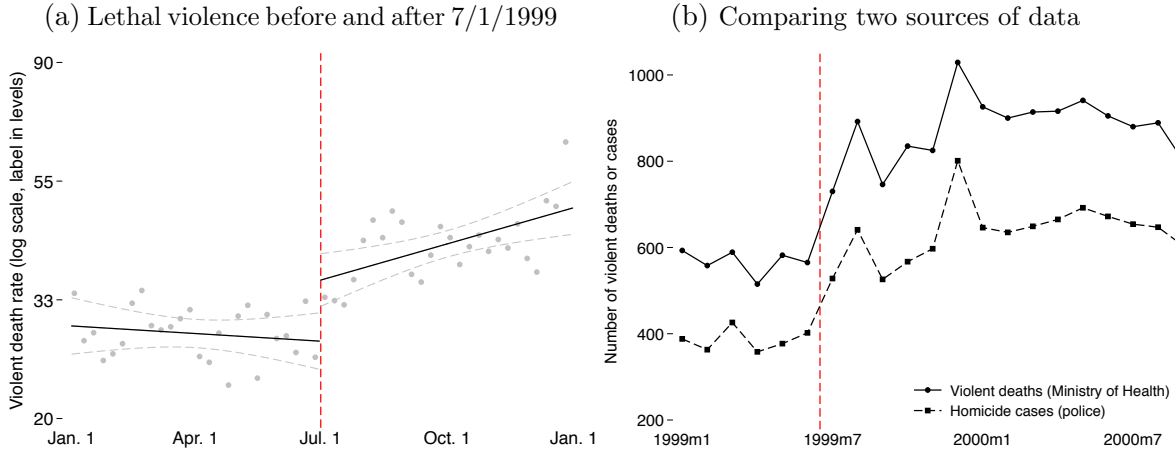 (a) Lethal violence before and after 7/1/1999
Violent death rate (log scale, label in levels)
90
55
33
20
Jan. 1 Apr. 1 Jul. 1 Oct. 1 Jan. 1
(b) Comparing two sources of data
Number of violent deaths or cases
1000
800
600
400
200
Violent deaths (Ministry of Health)
Homicide cases (police)
1999m1 1999m7 2000m1 2000m7